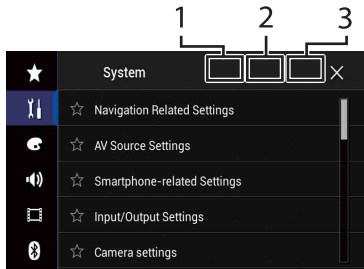 1 2 3
System
Navigation Related Settings
AV Source Settings
Smartphone-related Settings
Input/Output Settings
Camera settings